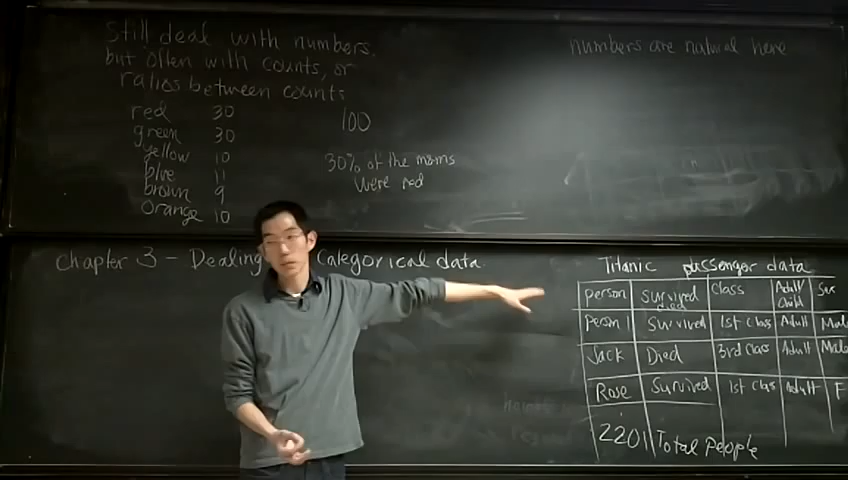 Still deal with numbers.
but often with counts, or
ratios between counts
red 30
green 30
yellow 10
blue 11
brown 9
orange 10
100
30% of the m&ms
were red
numbers are natural here
Chapter 3 - Dealing Categorical data
Titanic passenger data
person survived died class Adult/Child Sex
Person 1 survived 1st class Adult Male
Jack Died 3rd class Adult Male
Rose Survived 1st class Adult F
2201 Total People